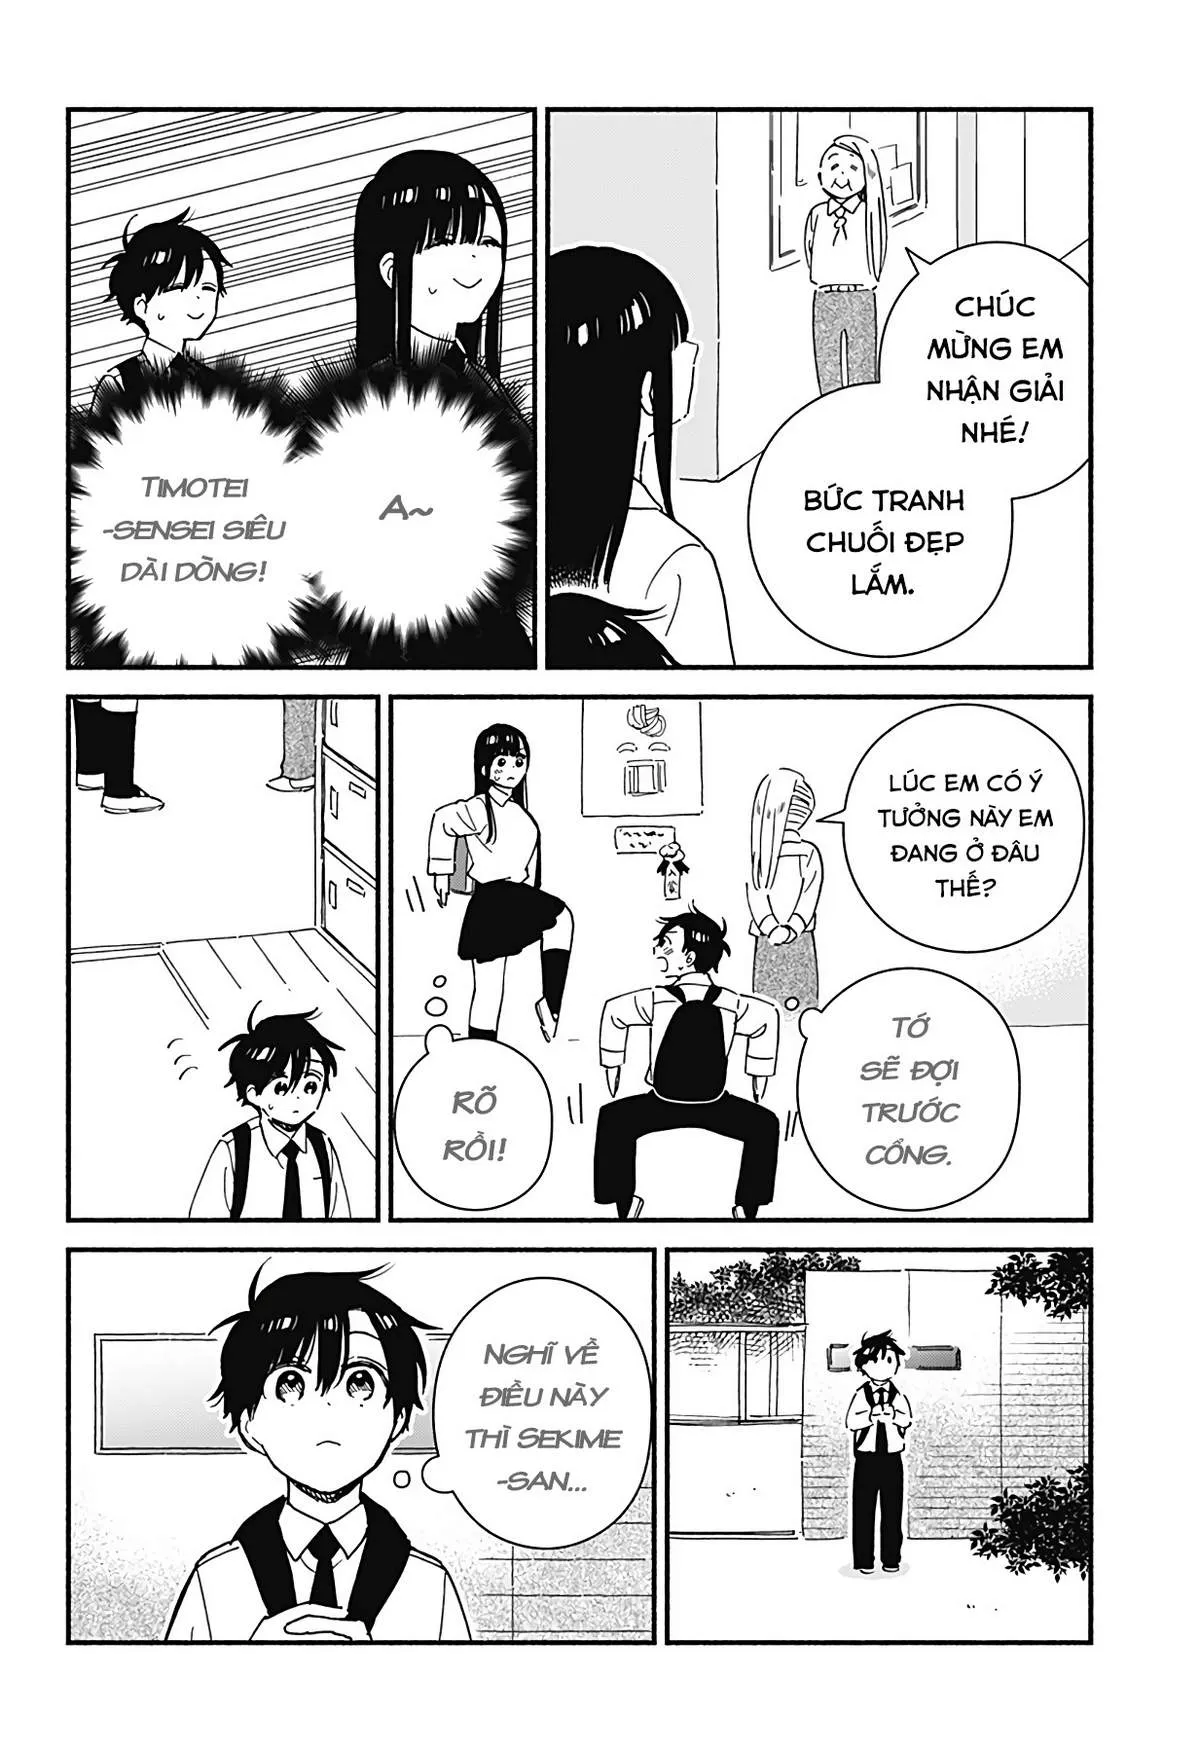 CHÚC
MỪNG EM
NHẬN GIẢI
NHÉ!
BỨC TRANH
CHUỐI ĐẸP
LẮM.
A~
TIMOTEI
-SENSEI SIÊU
DÀI DÒNG!
LÚC EM CÓ Ý
TƯỞNG NÀY EM
ĐANG Ở ĐÂU
THẾ?
TỚ
SẼ ĐỢI
TRƯỚC
CỔNG.
RÕ
RỒI!
NGHĨ VỀ
ĐIỀU NÀY
THÌ SEKIME
-SAN...